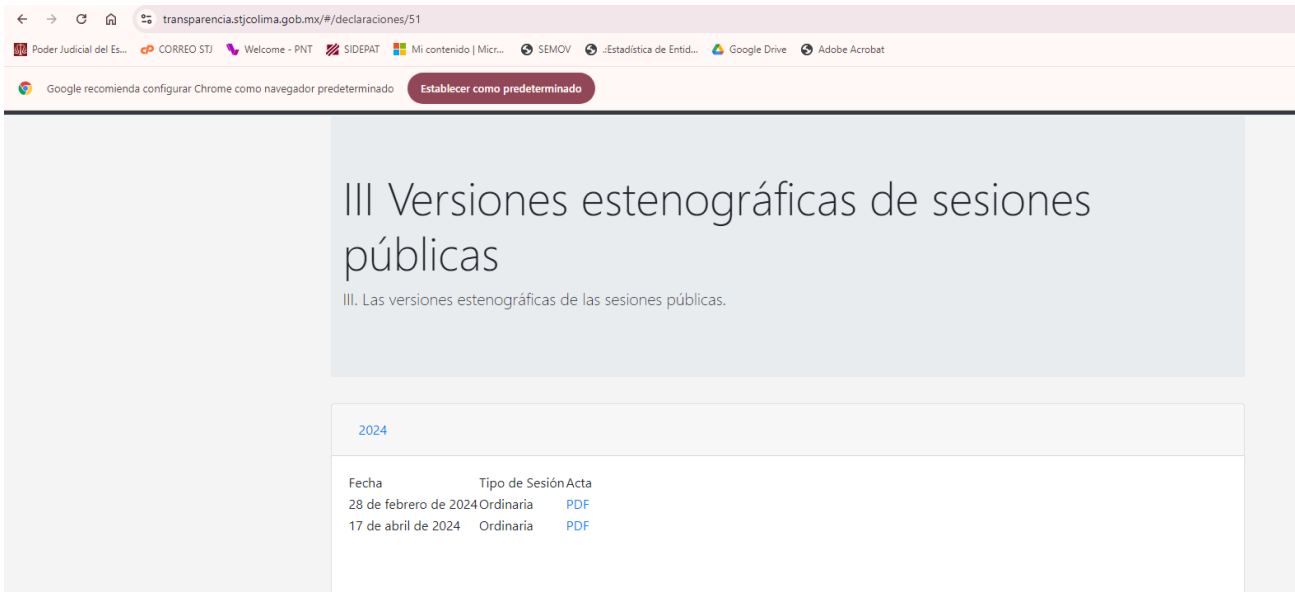 transparencia.stjcolima.gob.mx/#/declaraciones/51
Poder Judicial del Es... CORREO STJ Welcome - PNT SIDEPAT Mi contenido | Micr... SEMOV .:Estadística de Entid... Google Drive Adobe Acrobat
Google recomienda configurar Chrome como navegador predeterminado Establecer como predeterminado
III Versiones estenográficas de sesiones
públicas
III. Las versiones estenográficas de las sesiones públicas.
2024
Fecha Tipo de Sesión Acta
28 de febrero de 2024 Ordinaria PDF
17 de abril de 2024 Ordinaria PDF